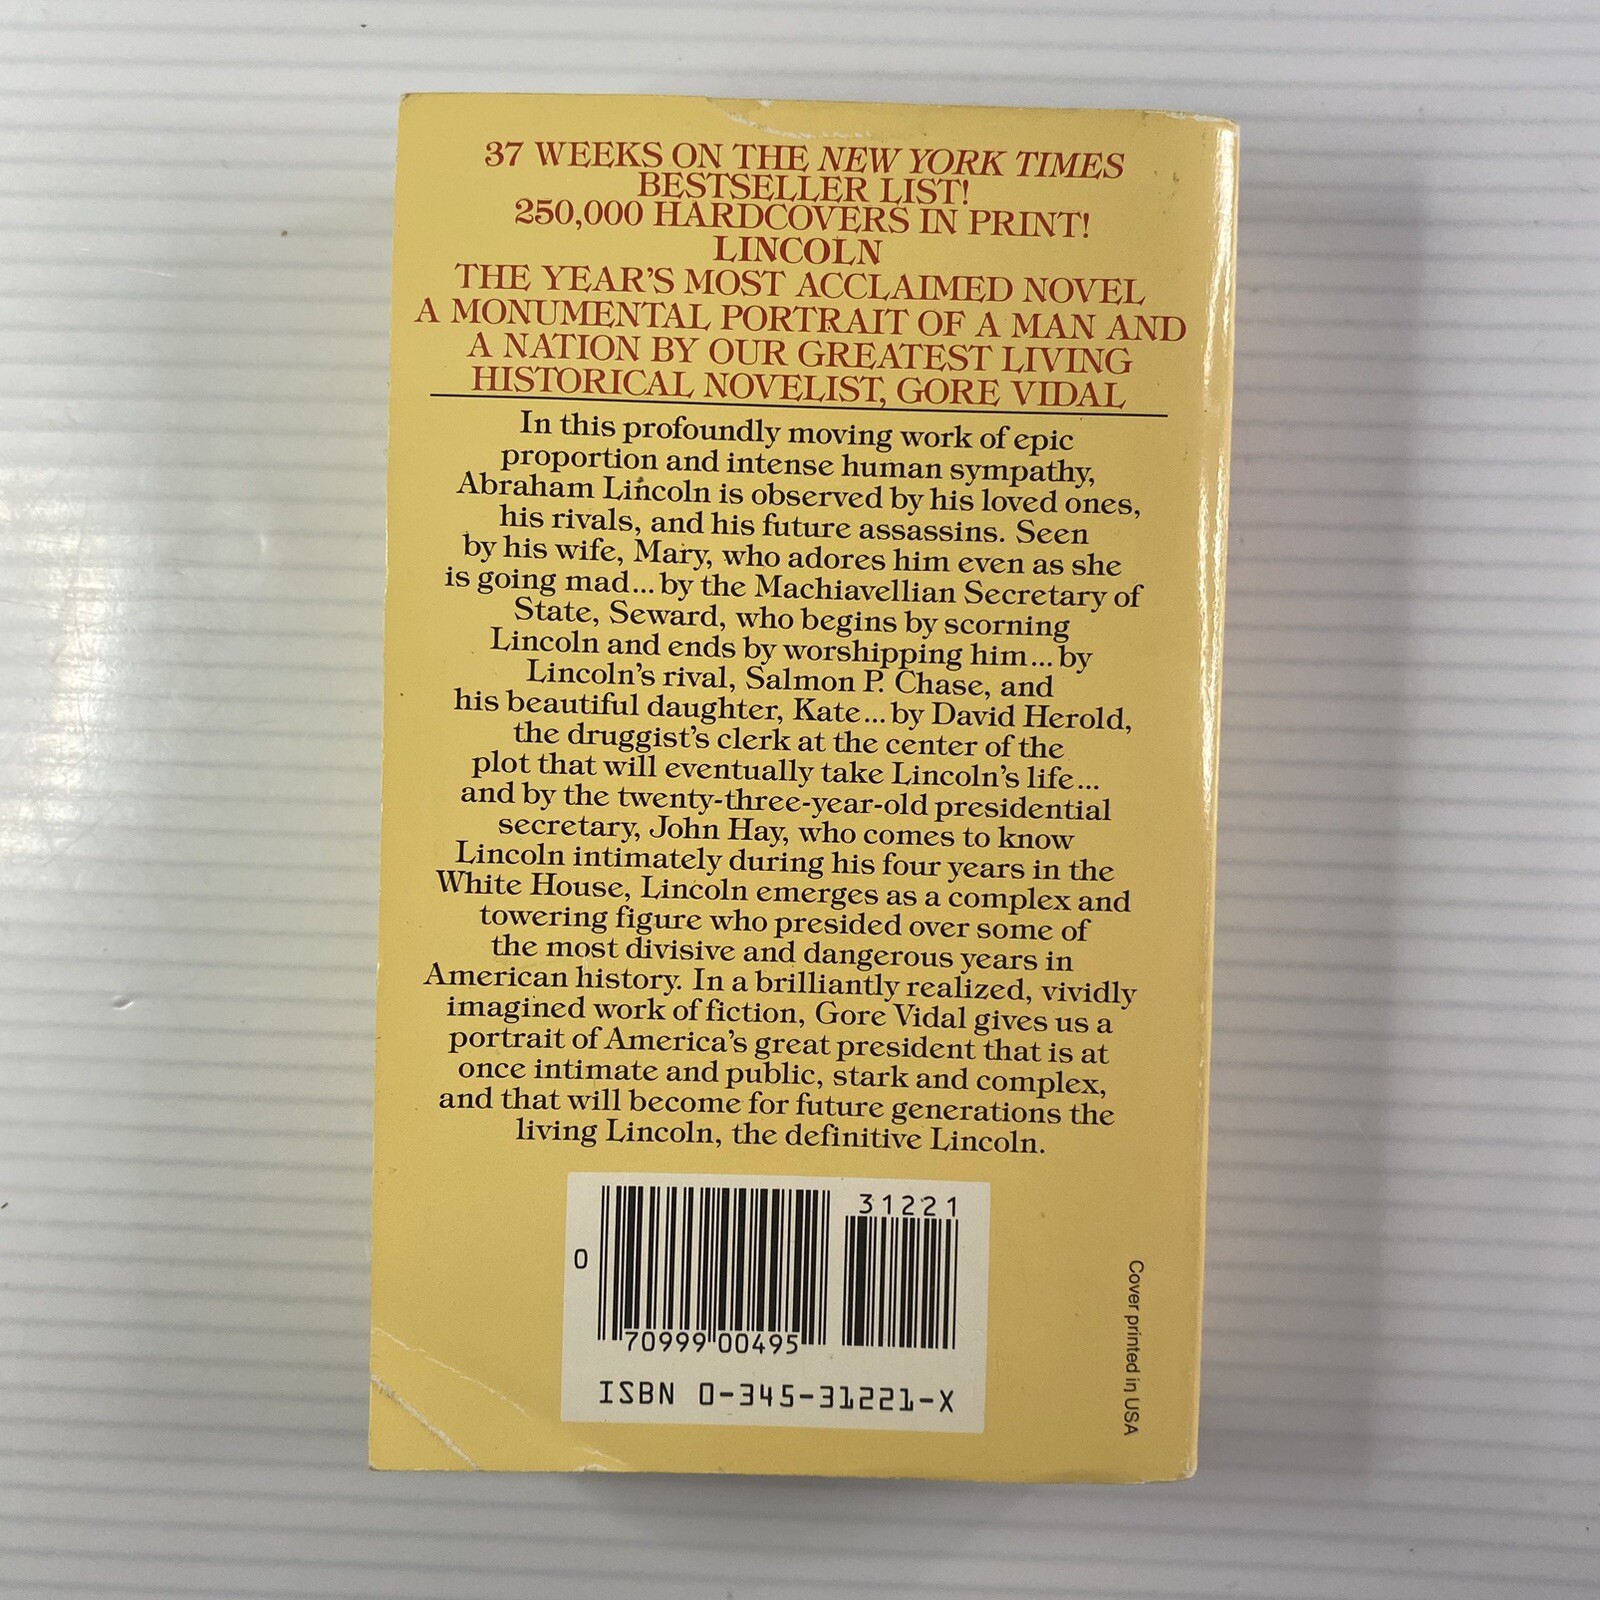 37 WEEKS ON THE NEW YORK TIMES
BESTSELLER LIST!
250,000 HARDCOVERS IN PRINT!
LINCOLN
THE YEAR'S MOST ACCLAIMED NOVEL
A MONUMENTAL PORTRAIT OF A MAN AND
A NATION BY OUR GREATEST LIVING
HISTORICAL NOVELIST, GORE VIDAL
In this profoundly moving work of epic
proportion and intense human sympathy,
Abraham Lincoln is observed by his loved ones,
his rivals, and his future assassins. Seen
by his wife, Mary, who adores him even as she
is going mad... by the Machiavellian Secretary of
State, Seward, who begins by scorning
Lincoln and ends by worshipping him... by
Lincoln's rival, Salmon P. Chase, and
his beautiful daughter, Kate... by David Herold,
the druggist's clerk at the center of the
plot that will eventually take Lincoln's life...
and by the twenty-three-year-old presidential
secretary, John Hay, who comes to know
Lincoln intimately during his four years in the
White House, Lincoln emerges as a complex and
towering figure who presided over some of
the most divisive and dangerous years in
American history. In a brilliantly realized, vividly
imagined work of fiction, Gore Vidal gives us a
portrait of America's great president that is at
once intimate and public, stark and complex,
and that will become for future generations the
living Lincoln, the definitive Lincoln.
31221
0
70999 00495
ISBN 0-345-31221-X
Cover printed in USA